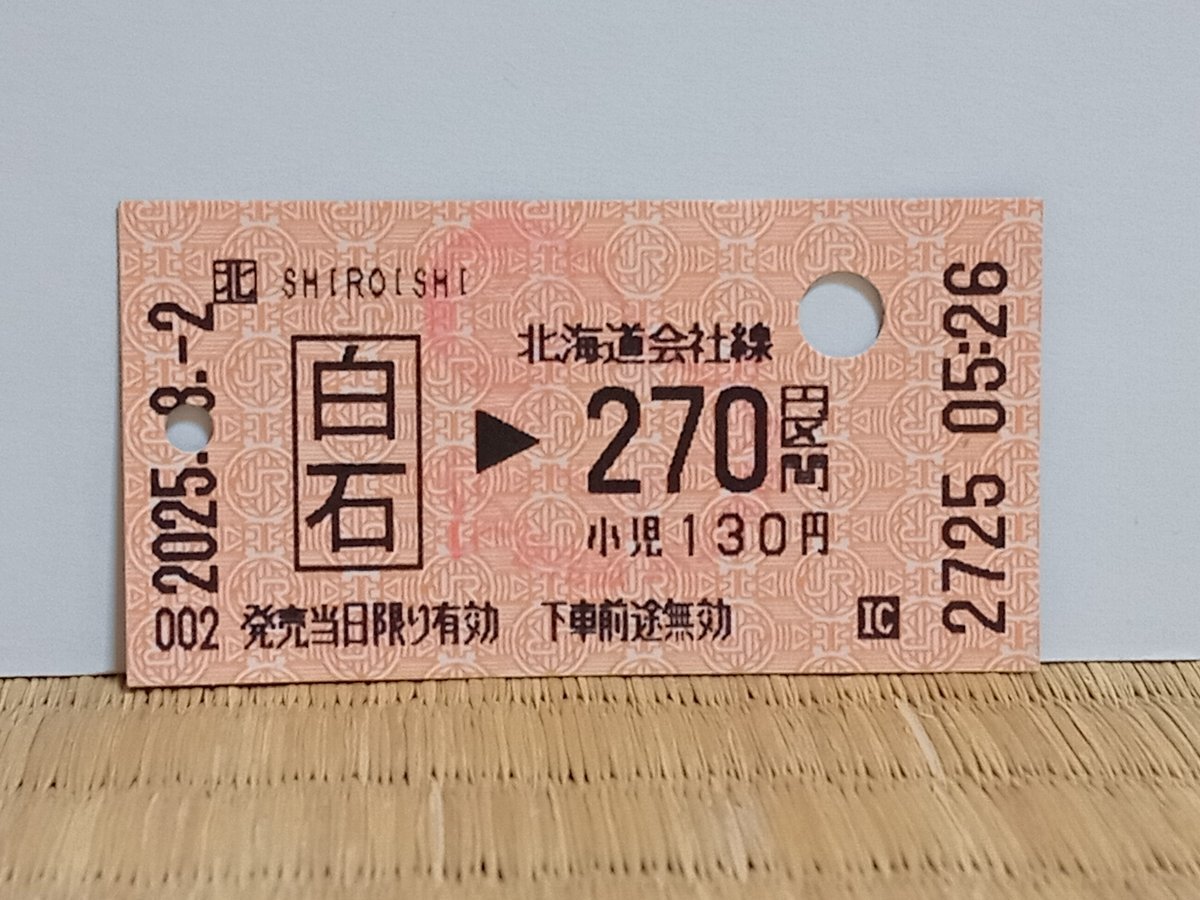 北 SHIROISHI
2025.-8.-2
白石
▶
北海道会社線
270円区間
小児130円
002 発売当日限り有効 下車前途無効
IC
2725 05:26